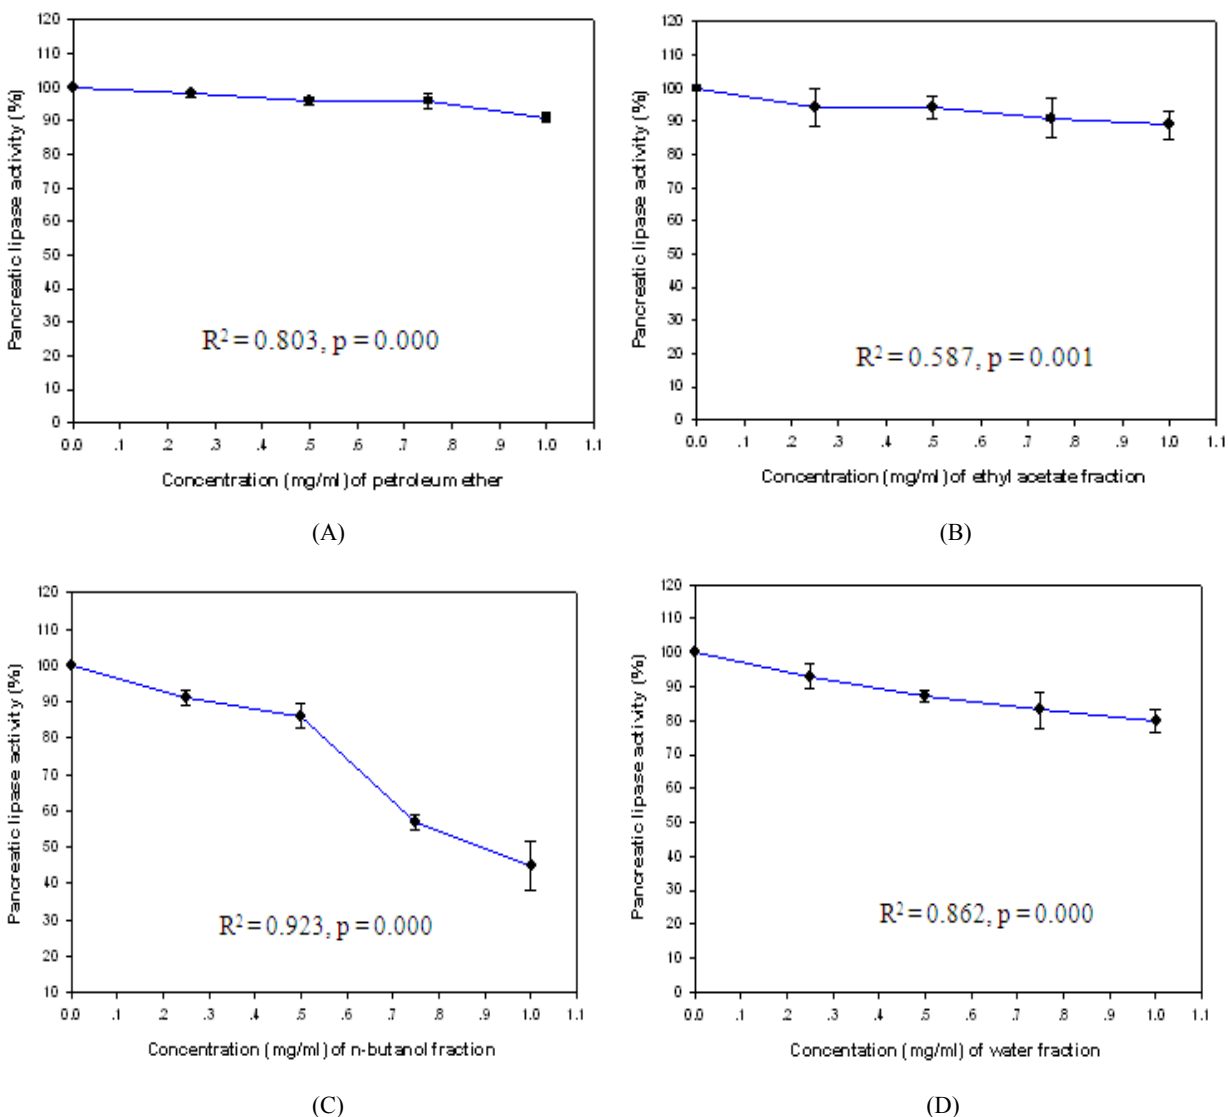 120
110
100
90
80
70
60
50
40
30
20
10
0
Pancreatic lipase activity (%)
R² = 0.803, p = 0.000
0.0 .1 .2 .3 .4 .5 .6 .7 .8 .9 1.0 1.1
Concentration (mg/ml) of petroleum ether
(A)
120
110
100
90
80
70
60
50
40
30
20
10
0
Pancreatic lipase activity (%)
R² = 0.587, p = 0.001
0.0 .1 .2 .3 .4 .5 .6 .7 .8 .9 1.0 1.1
Concentration (mg/ml) of ethyl acetate fraction
(B)
120
110
100
90
80
70
60
50
40
30
20
10
Pancreatic lipase activity (%)
R² = 0.923, p = 0.000
0.0 .1 .2 .3 .4 .5 .6 .7 .8 .9 1.0 1.1
Concentration (mg/ml) of n-butanol fraction
(C)
120
110
100
90
80
70
60
50
40
30
20
10
0
Pancreatic lipase activity (%)
R² = 0.862, p = 0.000
0.0 .1 .2 .3 .4 .5 .6 .7 .8 .9 1.0 1.1
Concentation (mg/ml) of water fraction
(D)